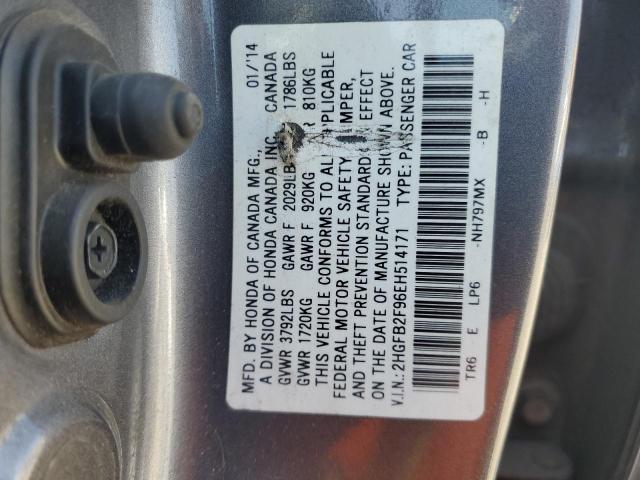 MFD. BY HONDA OF CANADA MFG., 01/'14
A DIVISION OF HONDA CANADA INC. CANADA
GVWR 3792LBS GAWR F 2029LB R 1786LBS
GVWR 1720KG GAWR F 920KG R 810KG
THIS VEHICLE CONFORMS TO ALL APPLICABLE
FEDERAL MOTOR VEHICLE SAFETY, BUMPER,
AND THEFT PREVENTION STANDARDS EFFECT
ON THE DATE OF MANUFACTURE SHOWN ABOVE.
V.I.N.: 2HGFB2F96EH514171 TYPE: PASSENGER CAR
TR6 - E LP6 -NH797MX -B -H